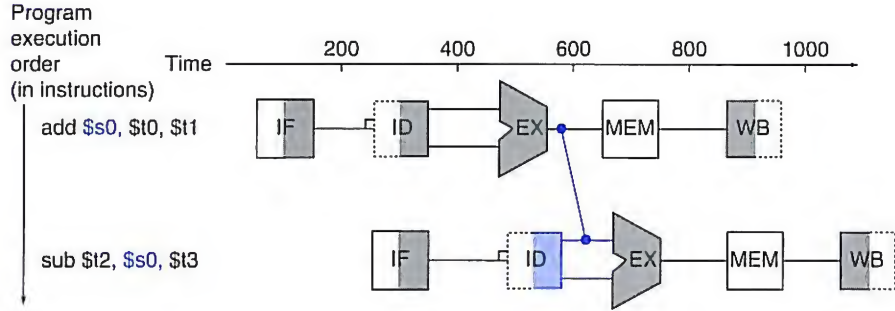 Program
execution
order
(in instructions)
Time
200 400 600 800 1000
add $s0, $t0, $t1
IF ID EX MEM WB
sub $t2, $s0, $t3
IF ID EX MEM WB